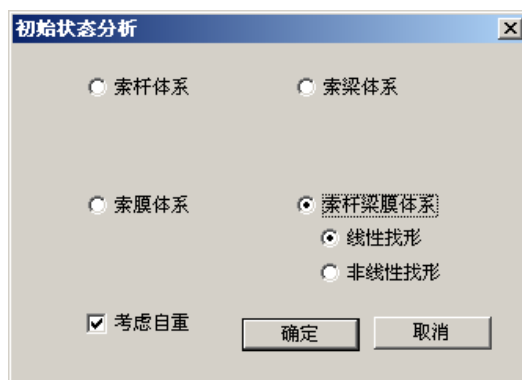 初始状态分析
索杆体系 索梁体系
索膜体系 索杆梁膜体系
线性找形
非线性找形
考虑自重 确定 取消